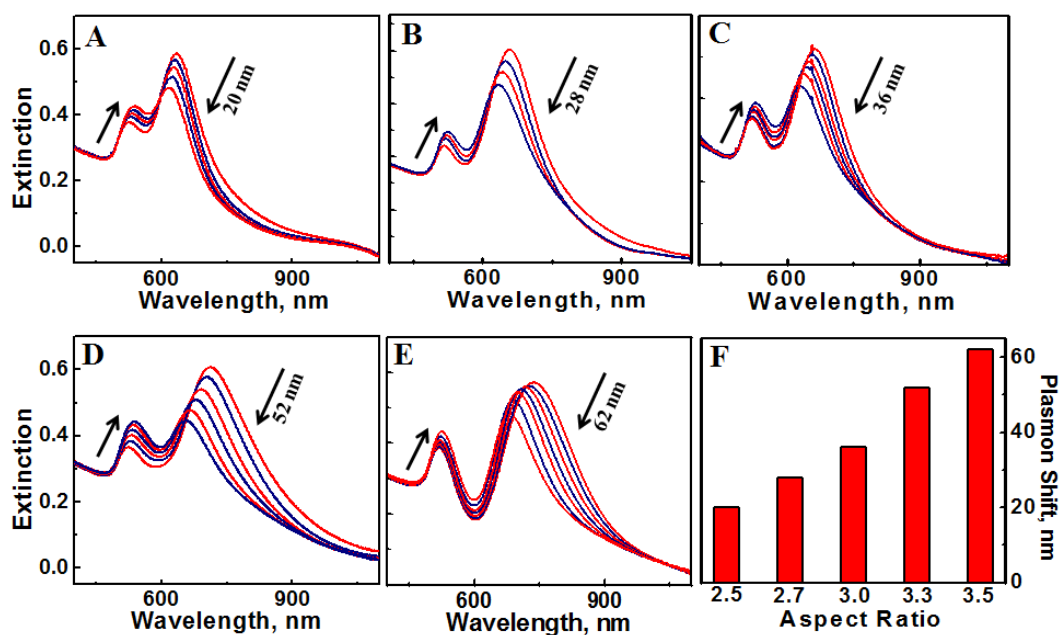 A
20 nm
0.6
0.4
0.2
0.0
Extinction
600
900
Wavelength, nm
B
28 nm
600
900
Wavelength, nm
C
36 nm
600
900
Wavelength, nm
D
52 nm
0.6
0.4
0.2
0.0
Extinction
600
900
Wavelength, nm
E
62 nm
600
900
Wavelength, nm
F
60
40
20
0
Plasmon Shift, nm
2.5 2.7 3.0 3.3 3.5
Aspect Ratio